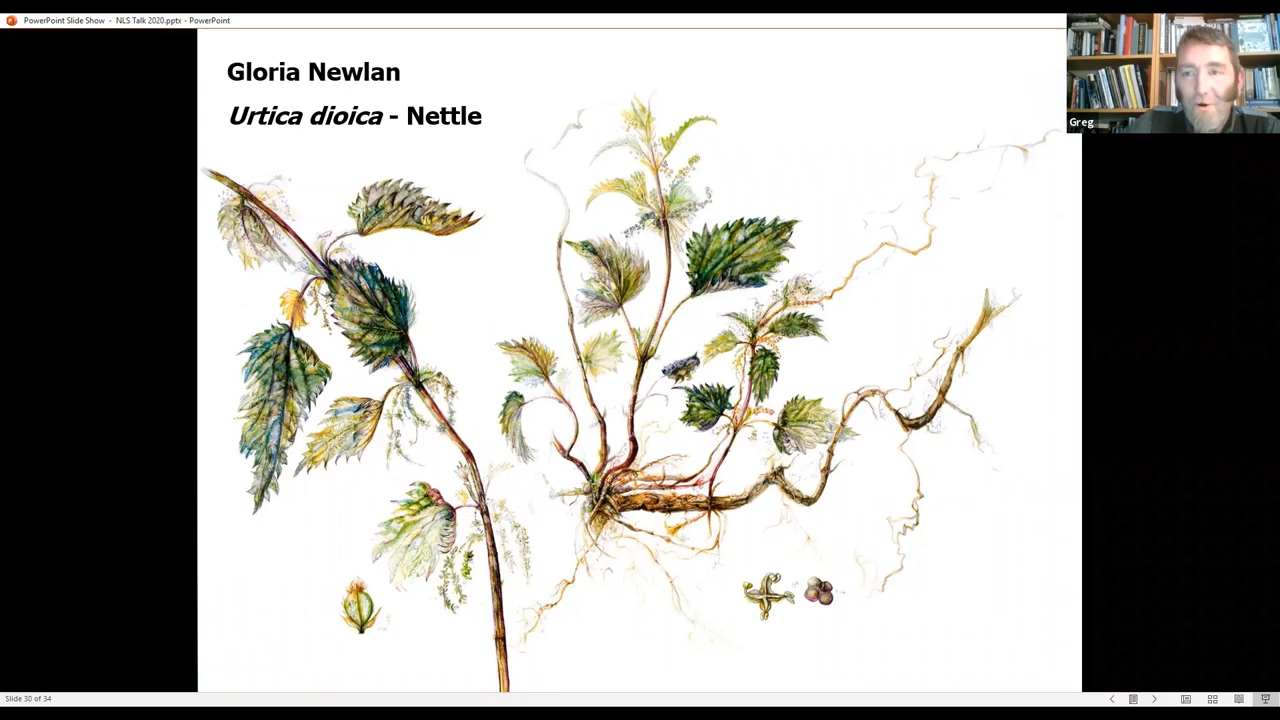 PowerPoint Slide Show - NLS Talk 2020.pptx - PowerPoint
Gloria Newlan
Urtica dioica - Nettle
Greg
Slide 30 of 34